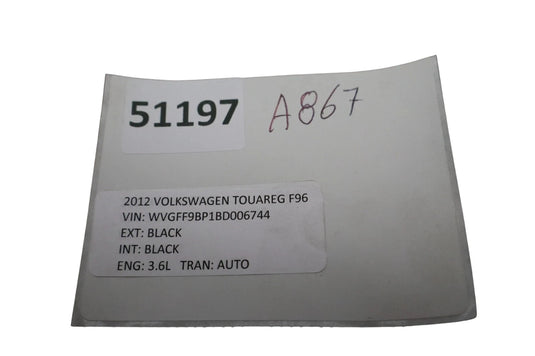 51197 A867
2012 VOLKSWAGEN TOUAREG F96
VIN: WVGFF9BP1BD006744
EXT: BLACK
INT: BLACK
ENG: 3.6L TRAN: AUTO